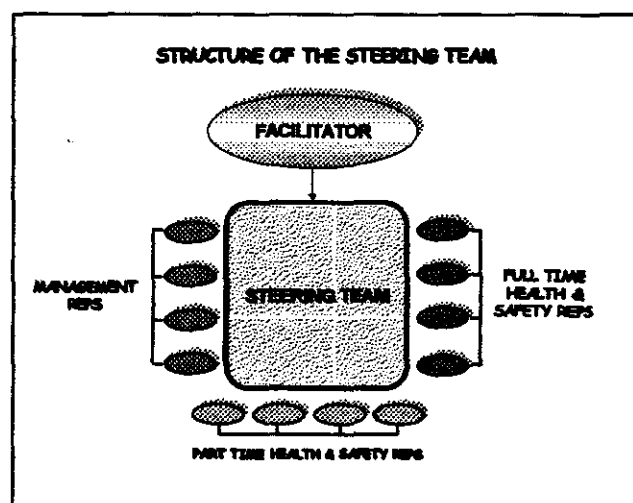 STRUCTURE OF THE STEERING TEAM
FACILITATOR
MANAGEMENT
REPS
STEERING TEAM
FULL TIME
HEALTH &
SAFETY REPS
PART TIME HEALTH & SAFETY REPS